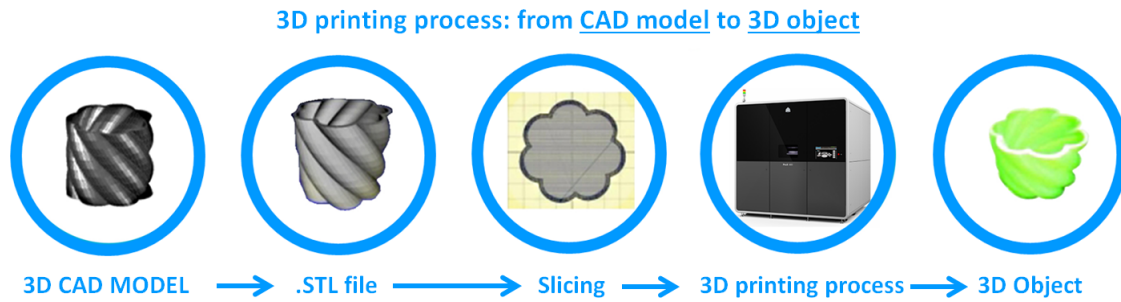 3D printing process: from CAD model to 3D object
3D CAD MODEL → .STL file → Slicing → 3D printing process → 3D Object